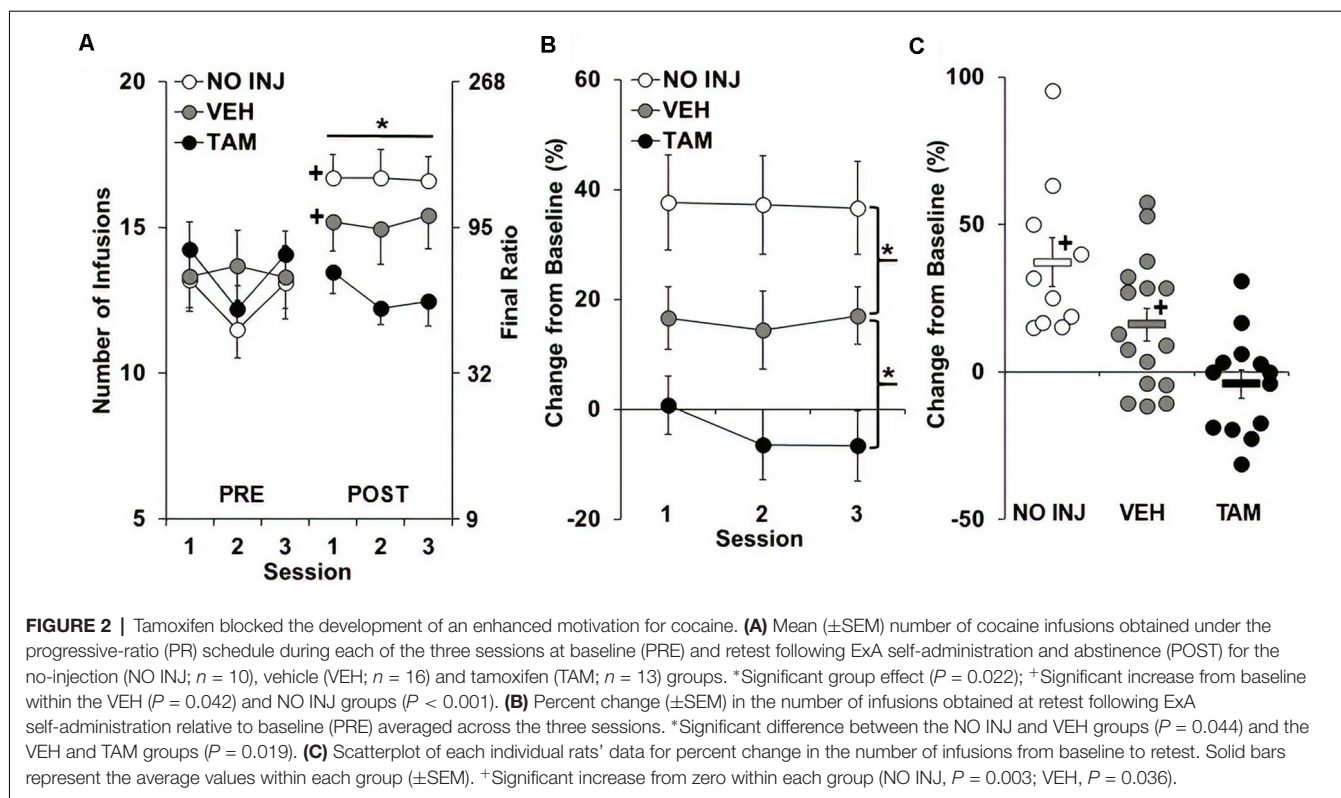 A
NO INJ
VEH
TAM
20
15
10
5
Number of Infusions
268
95
32
9
Final Ratio
*
+
+
PRE
POST
1 2 3 1 2 3
Session
B
NO INJ
VEH
TAM
60
40
20
0
-20
Change from Baseline (%)
*
*
1 2 3
Session
C
100
50
0
-50
Change from Baseline (%)
+
+
NO INJ VEH TAM
FIGURE 2 | Tamoxifen blocked the development of an enhanced motivation for cocaine. (A) Mean (±SEM) number of cocaine infusions obtained under the
progressive-ratio (PR) schedule during each of the three sessions at baseline (PRE) and retest following ExA self-administration and abstinence (POST) for the
no-injection (NO INJ; n = 10), vehicle (VEH; n = 16) and tamoxifen (TAM; n = 13) groups. *Significant group effect (P = 0.022); +Significant increase from baseline
within the VEH (P = 0.042) and NO INJ groups (P < 0.001). (B) Percent change (±SEM) in the number of infusions obtained at retest following ExA
self-administration relative to baseline (PRE) averaged across the three sessions. *Significant difference between the NO INJ and VEH groups (P = 0.044) and the
VEH and TAM groups (P = 0.019). (C) Scatterplot of each individual rats' data for percent change in the number of infusions from baseline to retest. Solid bars
represent the average values within each group (±SEM). +Significant increase from zero within each group (NO INJ, P = 0.003; VEH, P = 0.036).